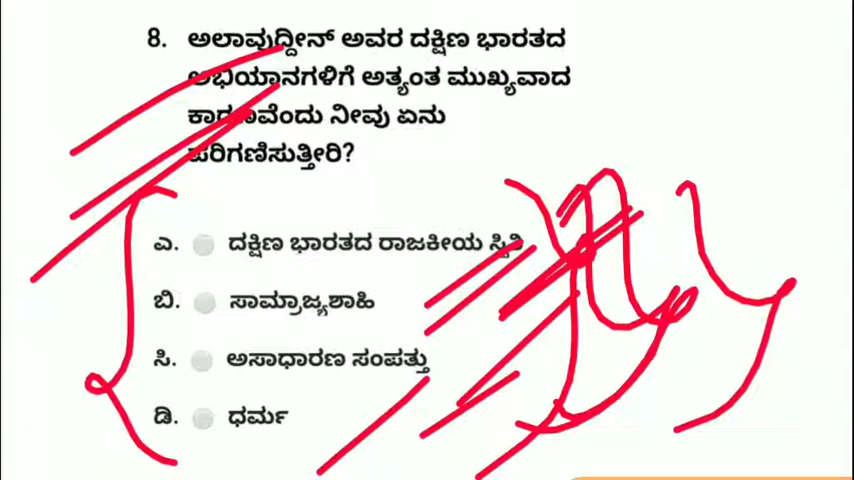 8. ಅಲಾವುದ್ದೀನ್ ಅವರ ದಕ್ಷಿಣ ಭಾರತದ
ಅಭಿಯಾನಗಳಿಗೆ ಅತ್ಯಂತ ಮುಖ್ಯವಾದ
ಕಾರಣವೆಂದು ನೀವು ಏನು
ಪರಿಗಣಿಸುತ್ತೀರಿ?
ಎ. ದಕ್ಷಿಣ ಭಾರತದ ರಾಜಕೀಯ ಸ್ಥಿತಿ
ಬಿ. ಸಾಮ್ರಾಜ್ಯಶಾಹಿ
ಸಿ. ಅಸಾಧಾರಣ ಸಂಪತ್ತು
ಡಿ. ಧರ್ಮ